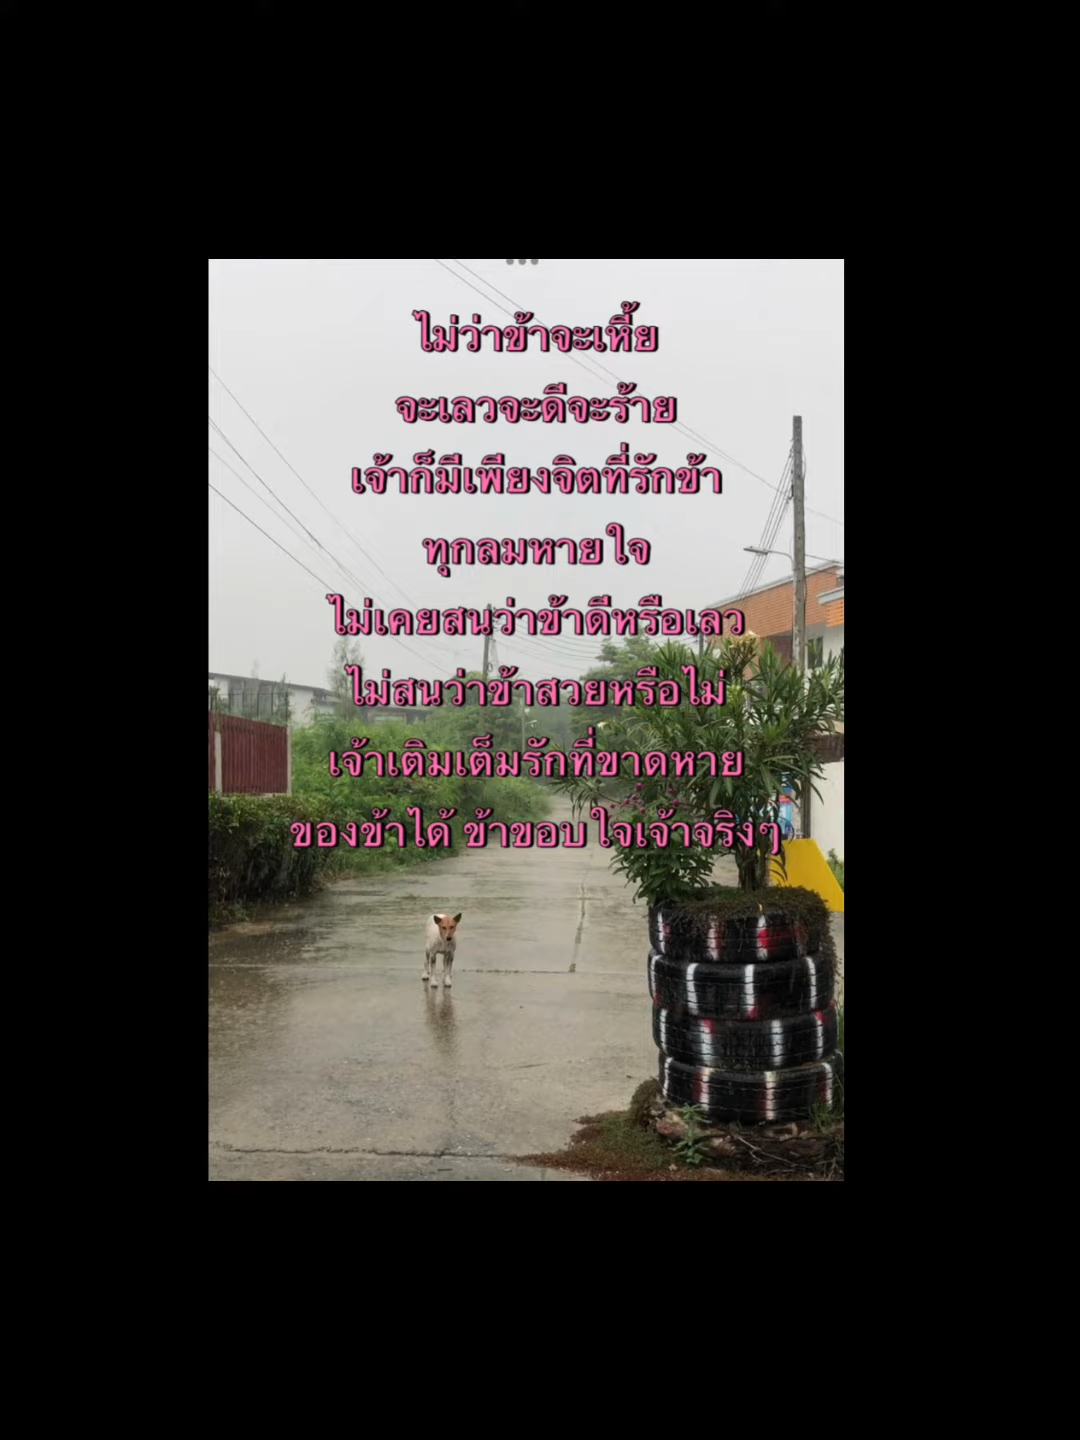 ไม่ว่าข้าจะเหี้ย
จะเลวจะดีจะร้าย
เจ้าก็มีเพียงจิตที่รักข้า
ทุกลมหายใจ
ไม่เคยสนว่าข้าดีหรือเลว
ไม่สนว่าข้าสวยหรือไม่
เจ้าเติมเต็มรักที่ขาดหาย
ของข้าได้ ข้าขอบใจเจ้าจริงๆ